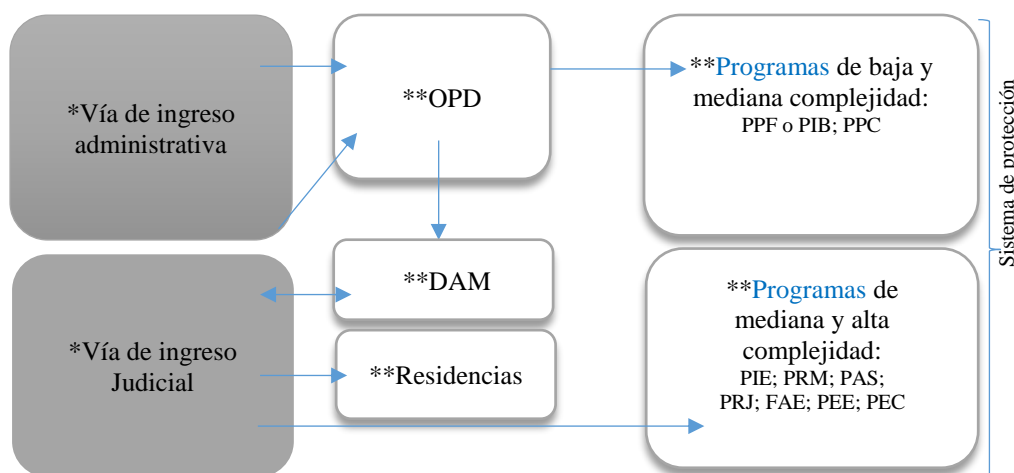 *Vía de ingreso
administrativa
**OPD
**Programas de baja y
mediana complejidad:
PPF o PIB; PPC
**DAM
*Vía de ingreso
Judicial
**Residencias
**Programas de
mediana y alta
complejidad:
PIE; PRM; PAS;
PRJ; FAE; PEE; PEC
Sistema de protección